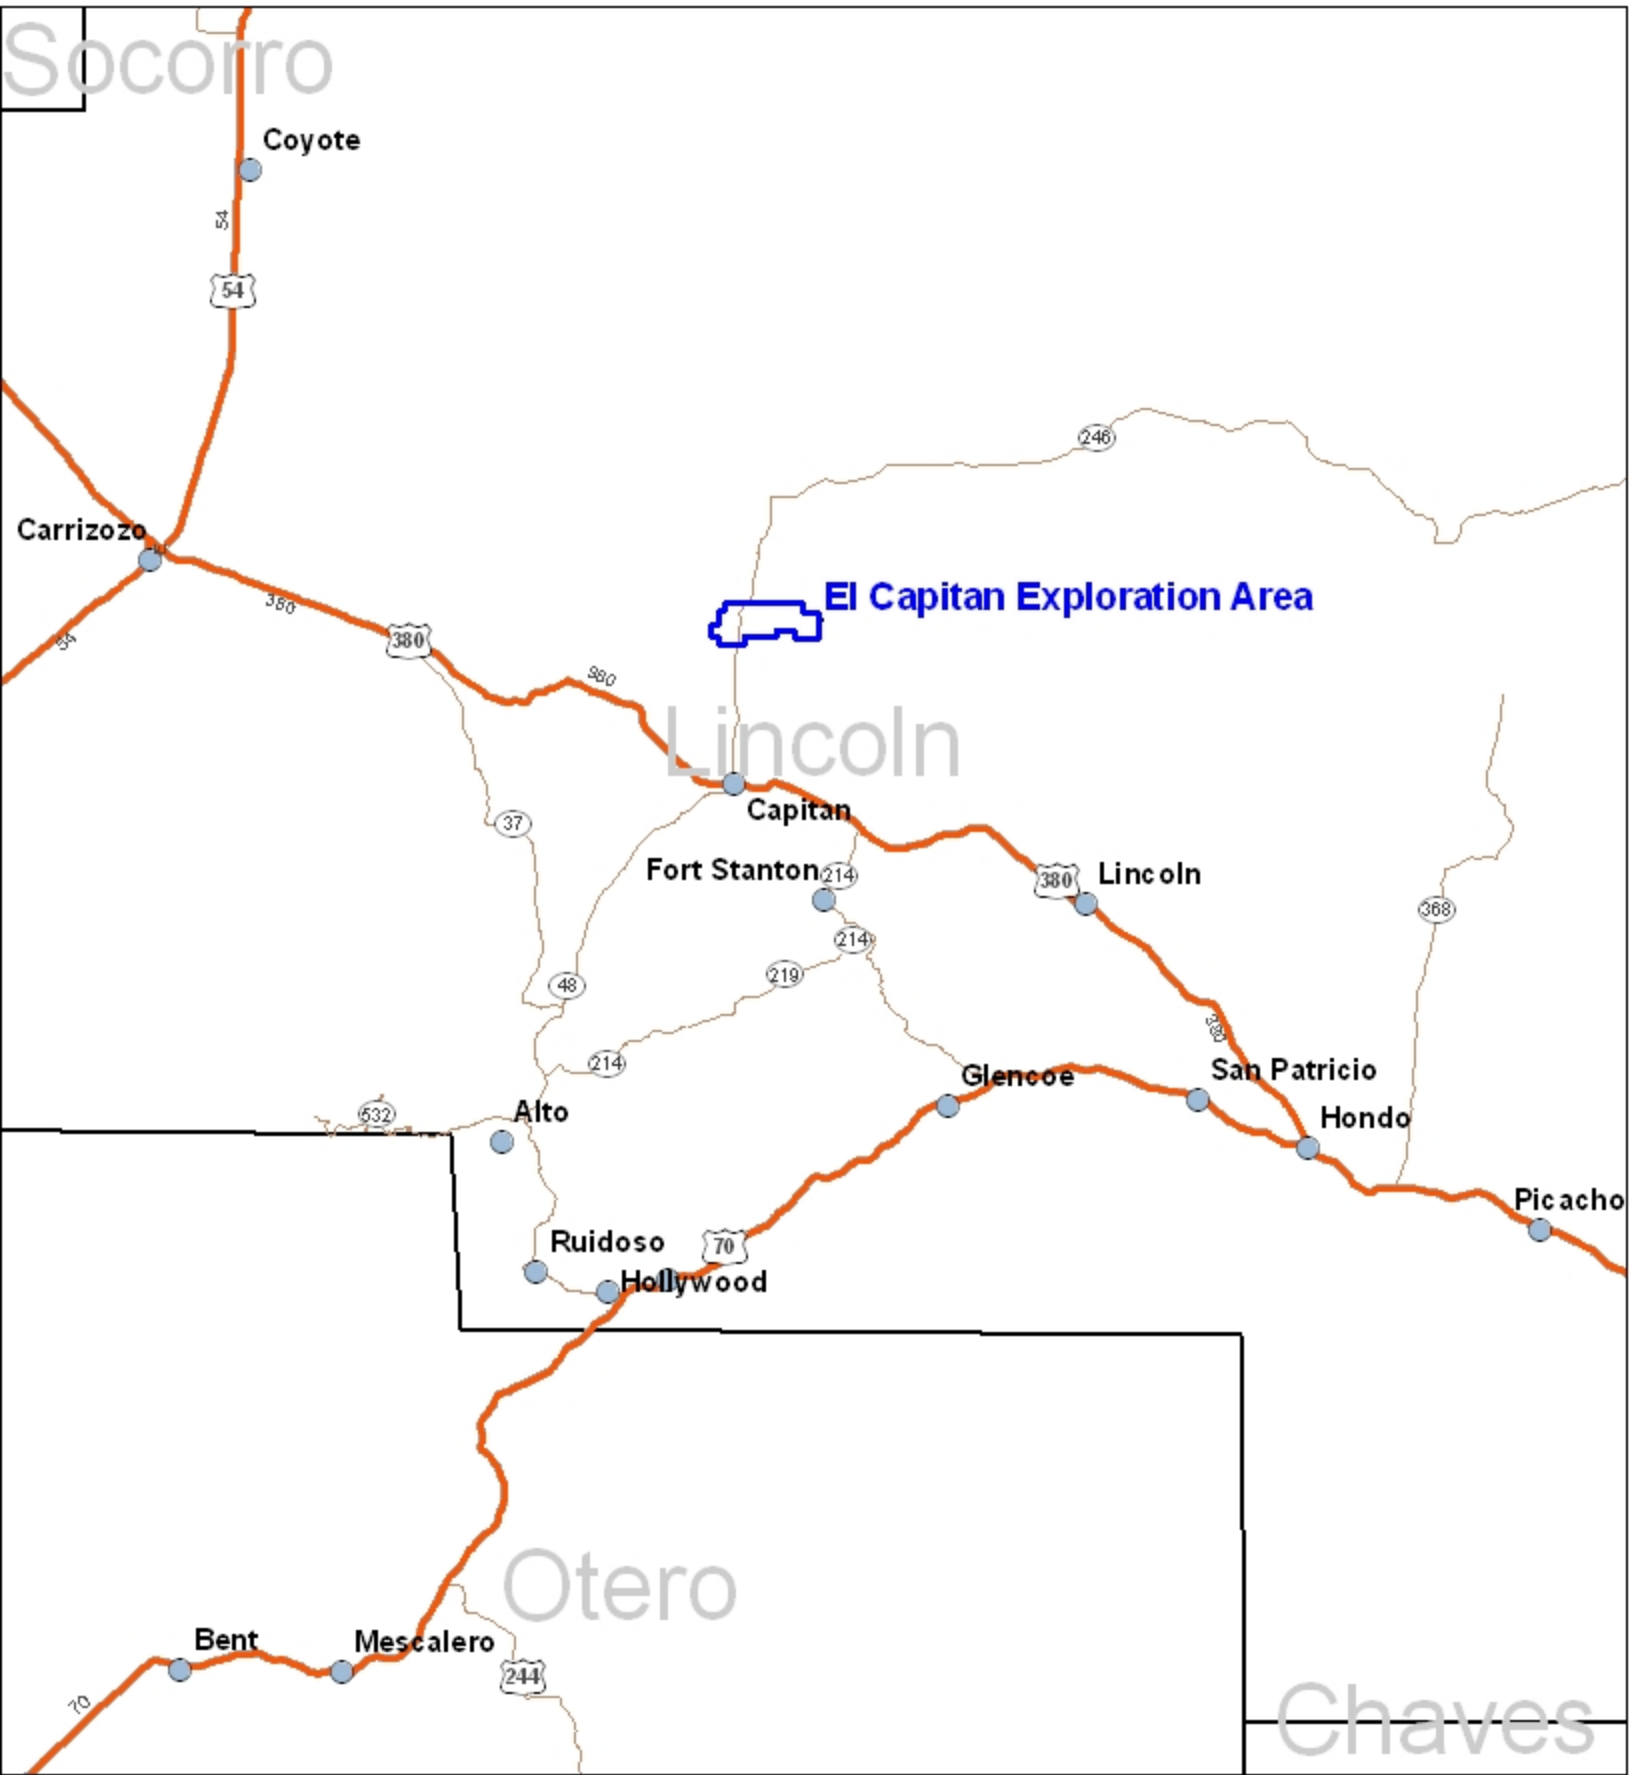 Socorro
Coyote
54
54
246
Carrizozo
El Capitan Exploration Area
380
54
380
380
Lincoln
Capitan
37
Fort Stanton
214
380
Lincoln
368
214
219
48
380
214
San Patricio
Glencoe
532
Alto
Hondo
Picacho
Ruidoso
70
Hollywood
Otero
Bent
Mescalero
244
70
Chaves